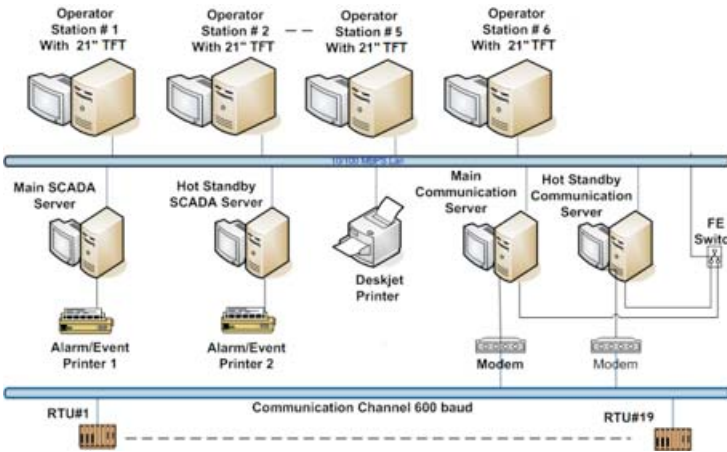 Operator
Station # 1
With 21" TFT
Operator
Station # 2
With 21" TFT
Operator
Station # 5
With 21" TFT
Operator
Station # 6
With 21" TFT
10/100 MBPS Lan
Main SCADA
Server
Hot Standby
SCADA Server
Deskjet
Printer
Main
Communication
Server
Hot Standby
Communication
Server
FE
Switc
Alarm/Event
Printer 1
Alarm/Event
Printer 2
Modem
Modem
Communication Channel 600 baud
RTU#1
RTU#19